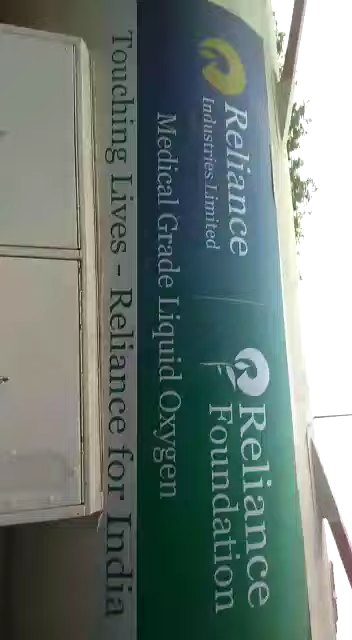 Reliance
Industries Limited
Reliance
Foundation
Medical Grade Liquid Oxygen
Touching Lives - Reliance for India